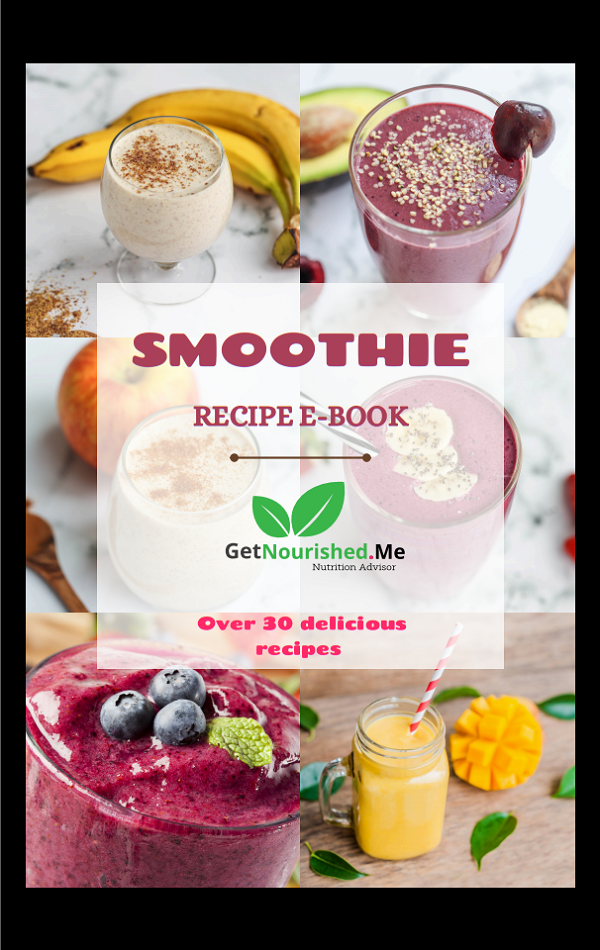 SMOOTHIE
RECIPE E-BOOK
GetNourished.Me
Nutrition Advisor
Over 30 delicious
recipes